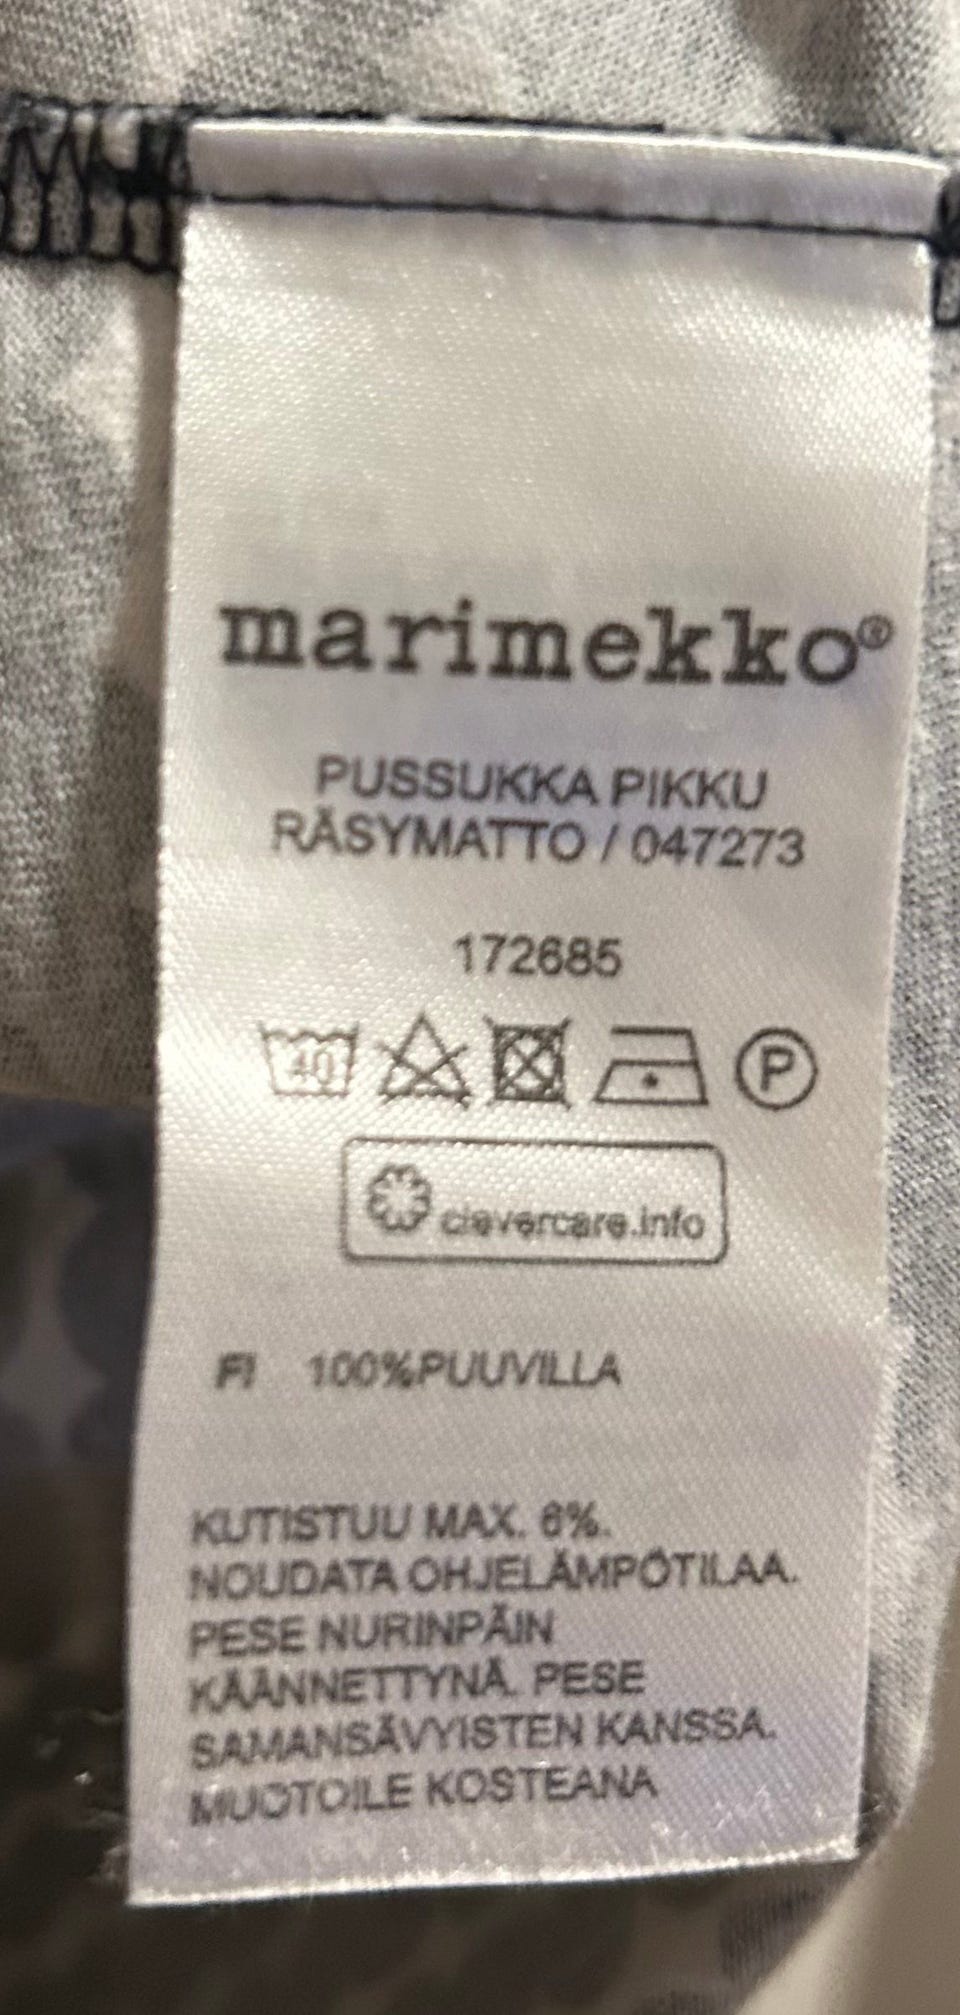 marimekko®
PUSSUKKA PIKKU
RÄSYMATTO / 047273
172685
40 P
clevercare.info
FI 100%PUUVILLA
KUTISTUU MAX. 6%.
NOUDATA OHJELÄMPÖTILAA.
PESE NURINPÄIN
KÄÄNNETTYNÄ. PESE
SAMANSÄVYISTEN KANSSA.
MUOTOILE KOSTEANA